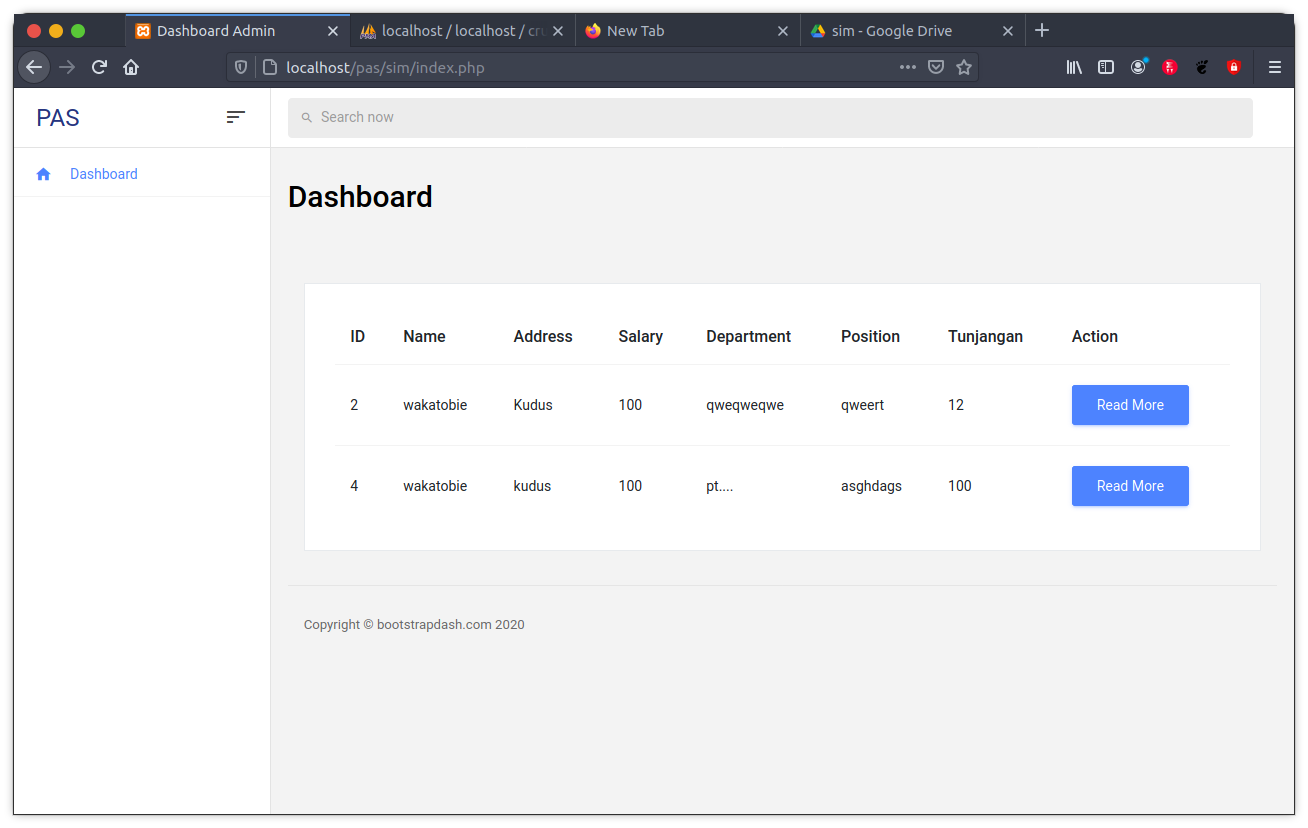 Dashboard Admin
localhost / localhost / cru
New Tab
sim - Google Drive
localhost/pas/sim/index.php
PAS
Search now
Dashboard
Dashboard
ID Name Address Salary Department Position Tunjangan Action
2 wakatobie Kudus 100 qweqweqwe qweert 12 Read More
4 wakatobie kudus 100 pt.... asghdags 100 Read More
Copyright © bootstrapdash.com 2020